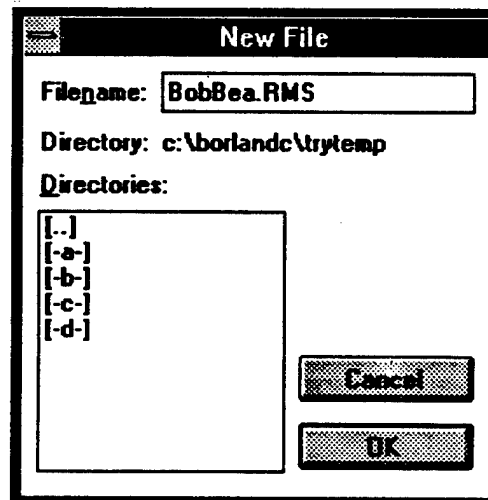 New File
Filename: BobBea.RMS
Directory: c:\borlandc\trytemp
Directories:
[..]
[-a-]
[-b-]
[-c-]
[-d-]
Cancel
OK